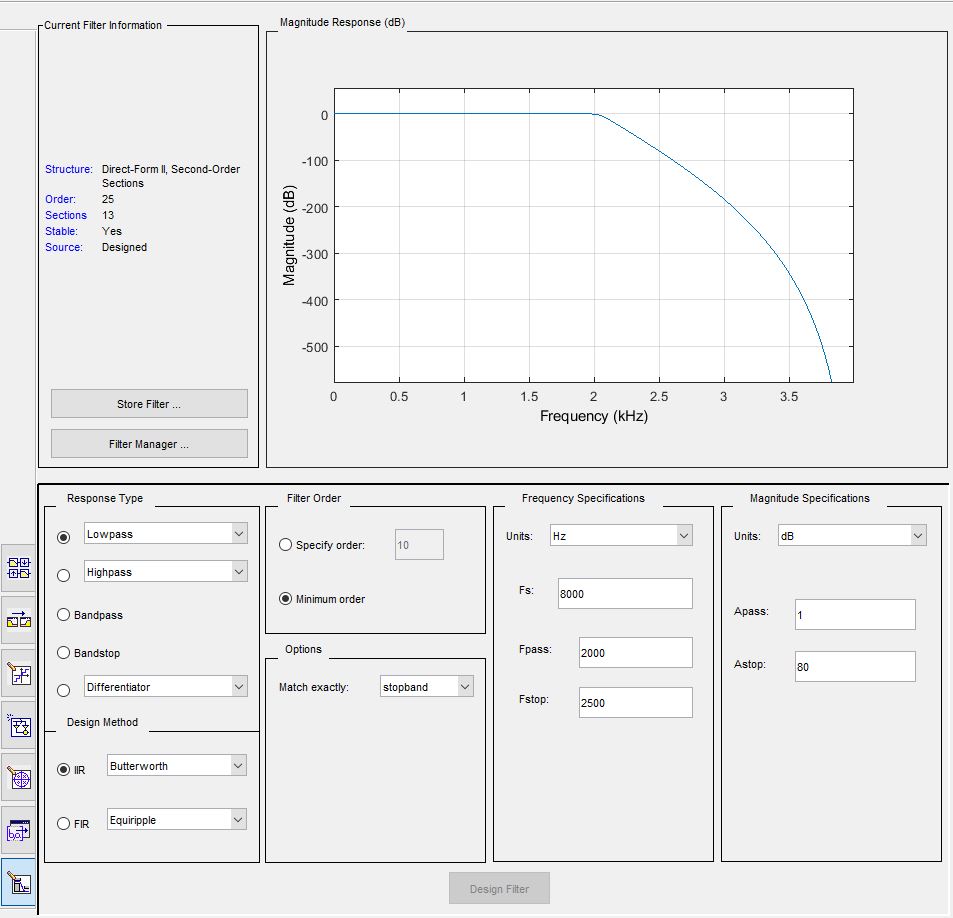 Current Filter Information
Structure: Direct-Form II, Second-Order
Sections
Order: 25
Sections 13
Stable: Yes
Source: Designed
Store Filter ...
Filter Manager ...
Magnitude Response (dB)
Magnitude (dB)
0
-100
-200
-300
-400
-500
0 0.5 1 1.5 2 2.5 3 3.5
Frequency (kHz)
Response Type
Lowpass
Highpass
Bandpass
Bandstop
Differentiator
Design Method
IIR Butterworth
FIR Equiripple
Filter Order
Specify order: 10
Minimum order
Options
Match exactly: stopband
Frequency Specifications
Units: Hz
Fs: 8000
Fpass: 2000
Fstop: 2500
Magnitude Specifications
Units: dB
Apass: 1
Astop: 80
Design Filter